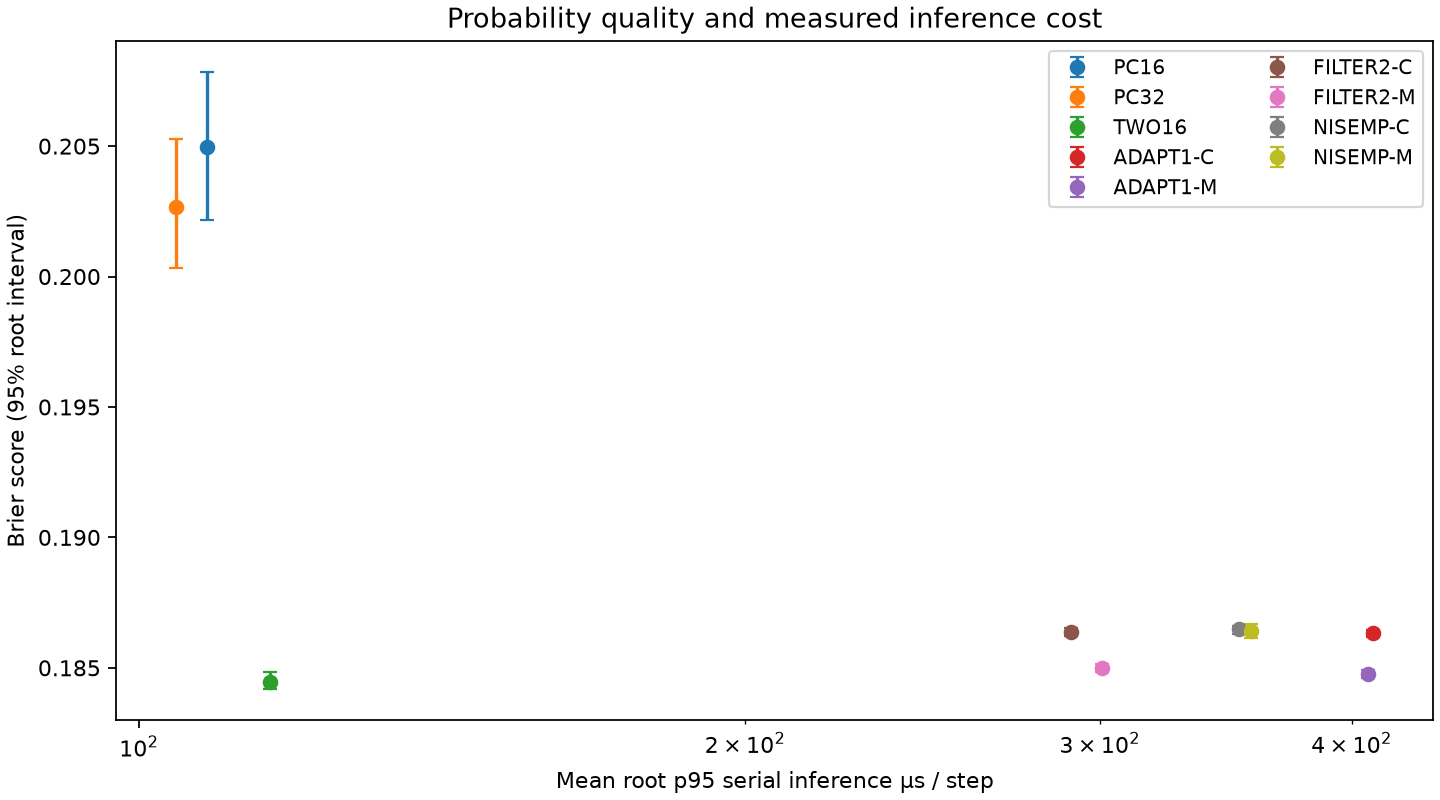 Probability quality and measured inference cost
Brier score (95% root interval)
0.205
0.200
0.195
0.190
0.185
PC16
PC32
TWO16
ADAPT1-C
ADAPT1-M
FILTER2-C
FILTER2-M
NISEMP-C
NISEMP-M
10²
2 × 10²
3 × 10²
4 × 10²
Mean root p95 serial inference µs / step